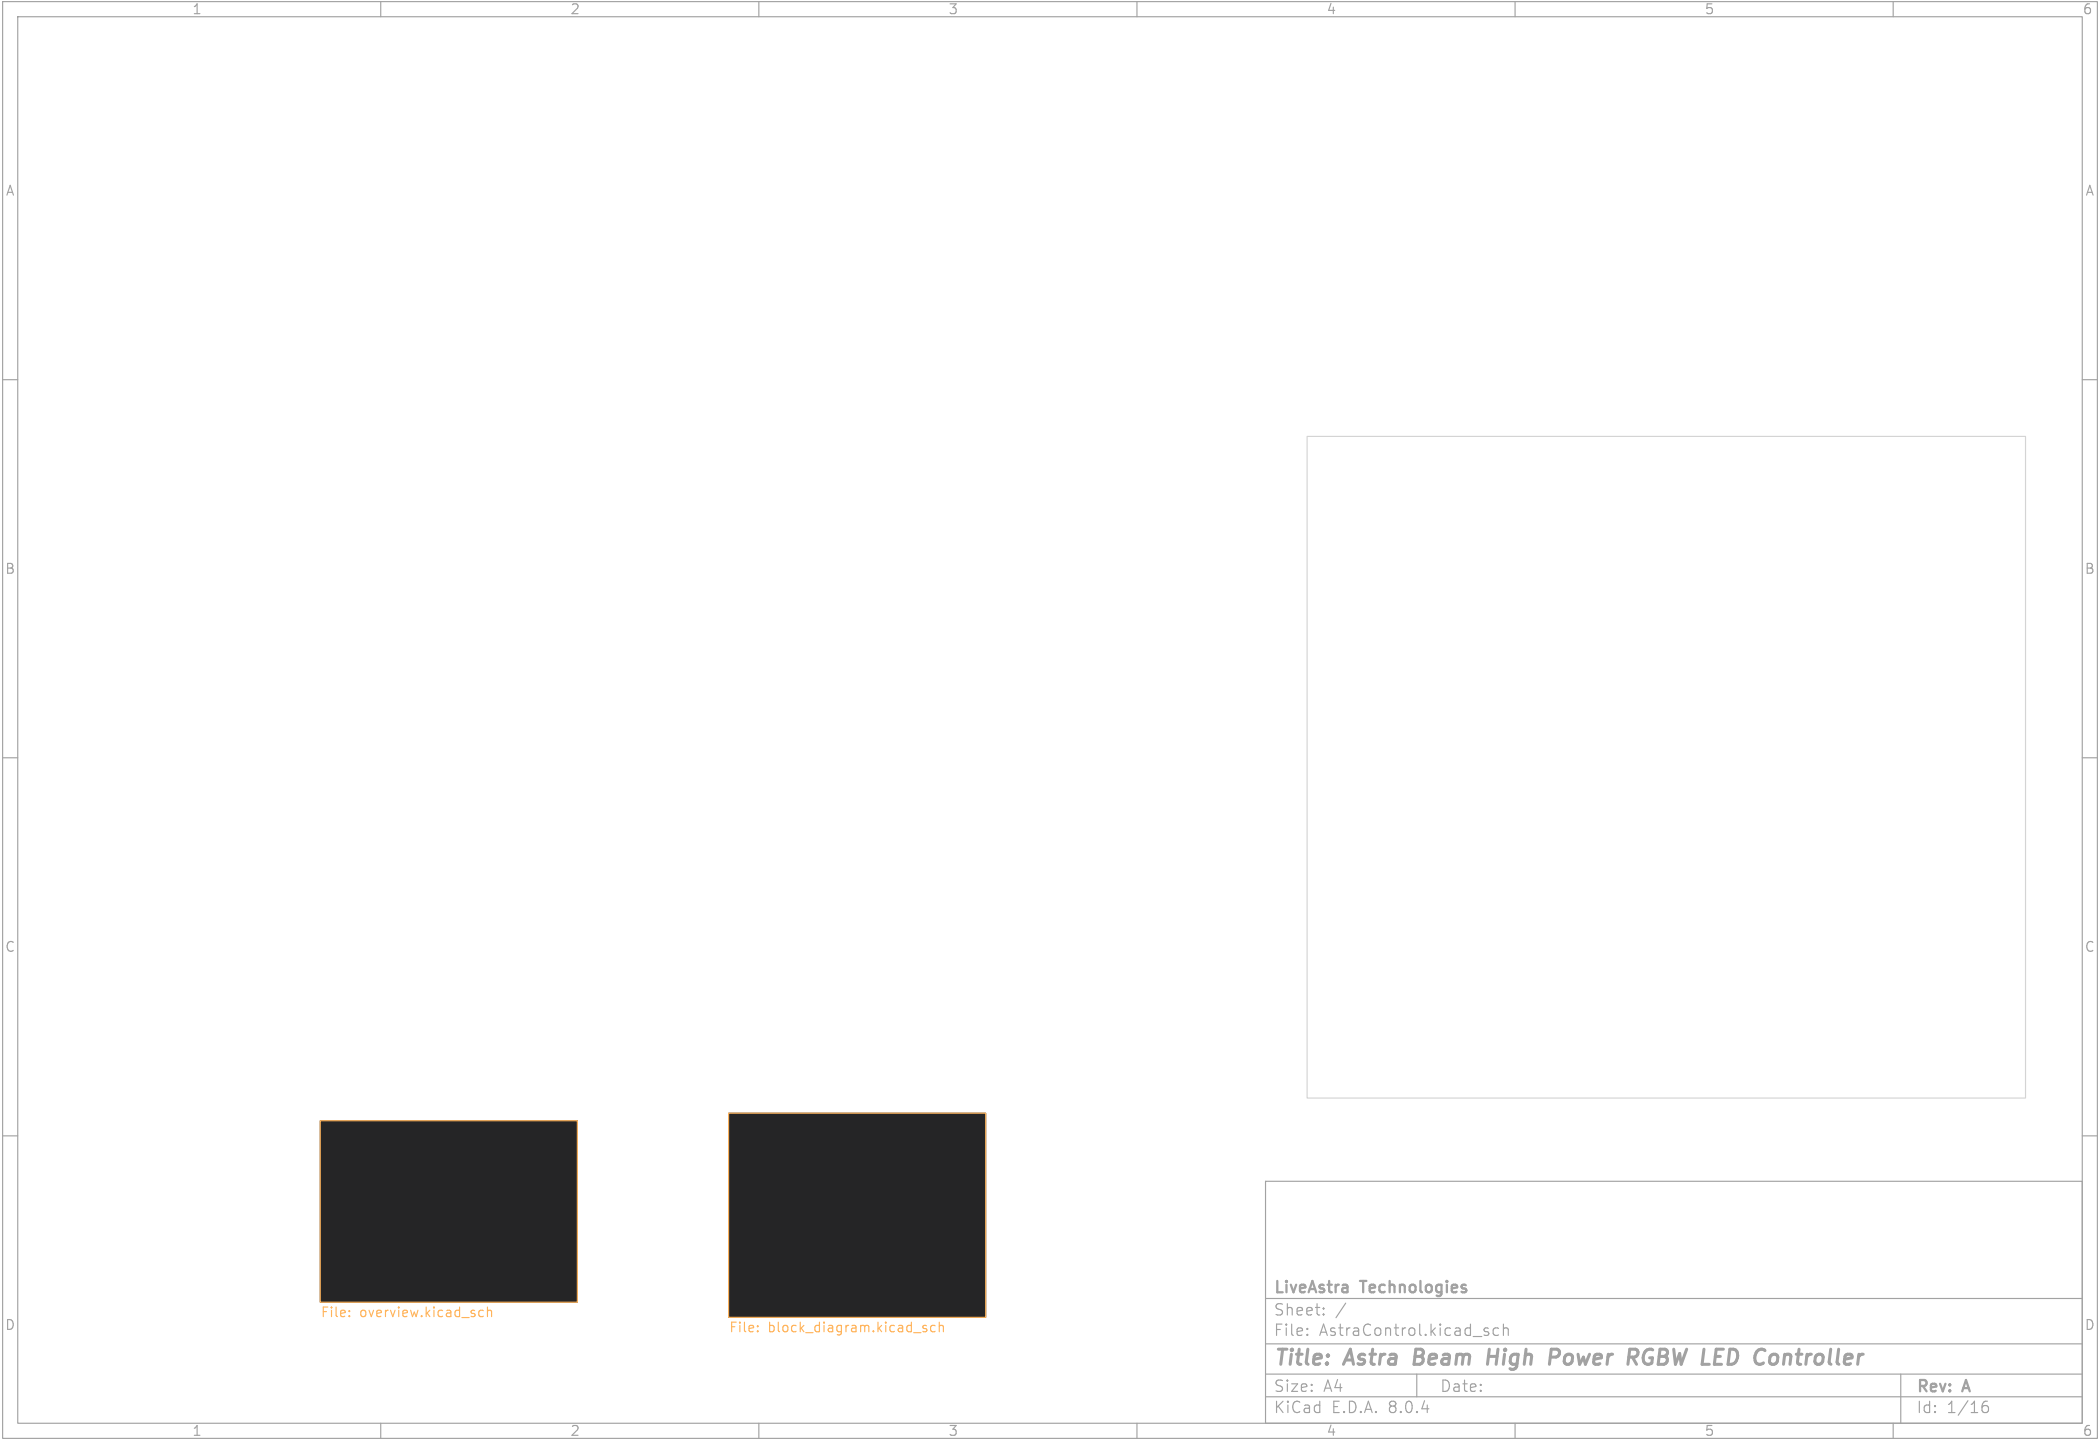 1 2 3 4 5 6
A A
B B
C C
File: overview.kicad_sch
File: block_diagram.kicad_sch
D D
LiveAstra Technologies
Sheet: /
File: AstraControl.kicad_sch
Title: Astra Beam High Power RGBW LED Controller
Size: A4 Date: Rev: A
KiCad E.D.A. 8.0.4 Id: 1/16
1 2 3 4 5 6